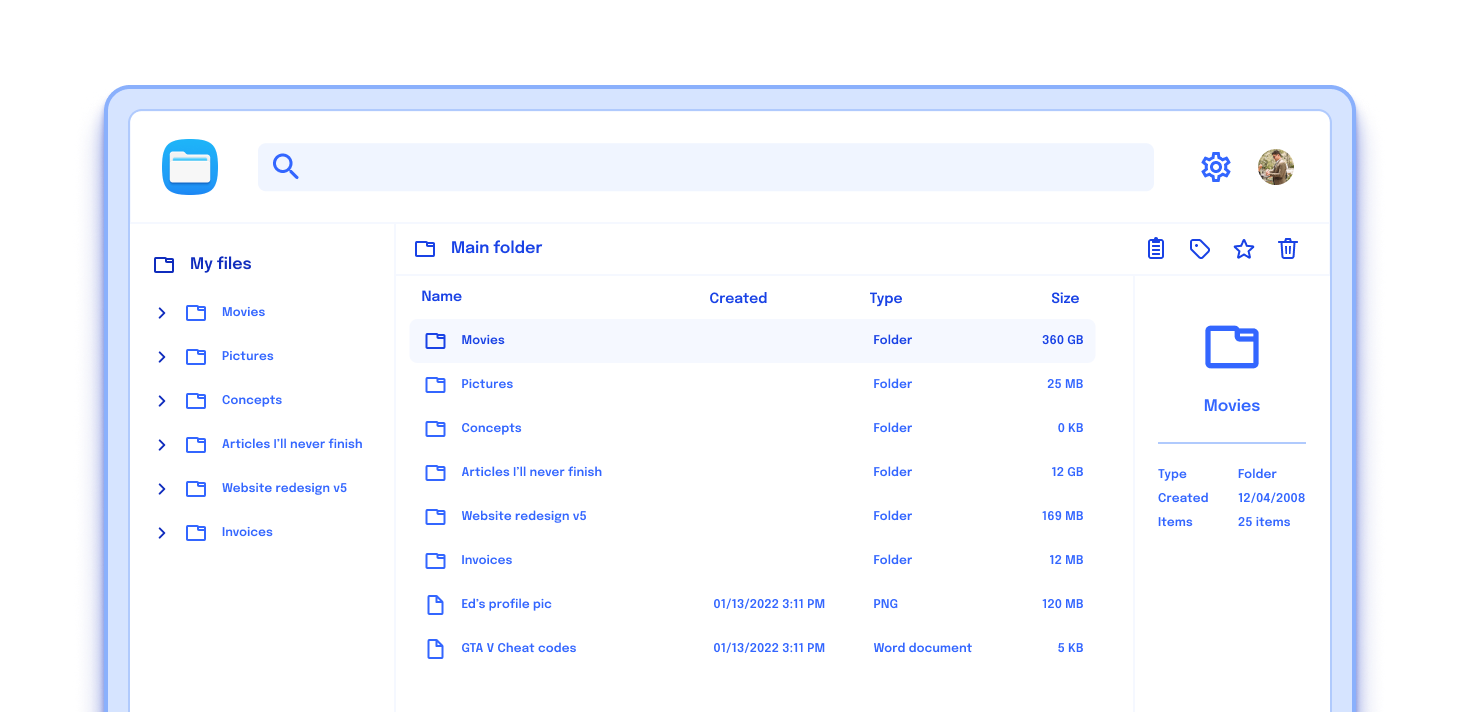 My files
Movies
Pictures
Concepts
Articles I’ll never finish
Website redesign v5
Invoices
Main folder
Name Created Type Size
Movies Folder 360 GB
Pictures Folder 25 MB
Concepts Folder 0 KB
Articles I’ll never finish Folder 12 GB
Website redesign v5 Folder 169 MB
Invoices Folder 12 MB
Ed’s profile pic 01/13/2022 3:11 PM PNG 120 MB
GTA V Cheat codes 01/13/2022 3:11 PM Word document 5 KB
Movies
Type Folder
Created 12/04/2008
Items 25 items